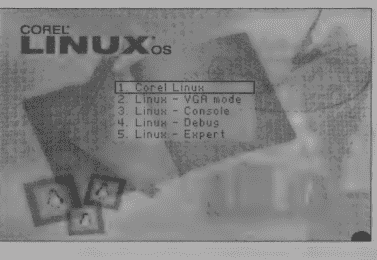 COREL
LINUX OS
1. Corel Linux
2. Linux - VGA mode
3. Linux - Console
4. Linux - Debug
5. Linux - Expert